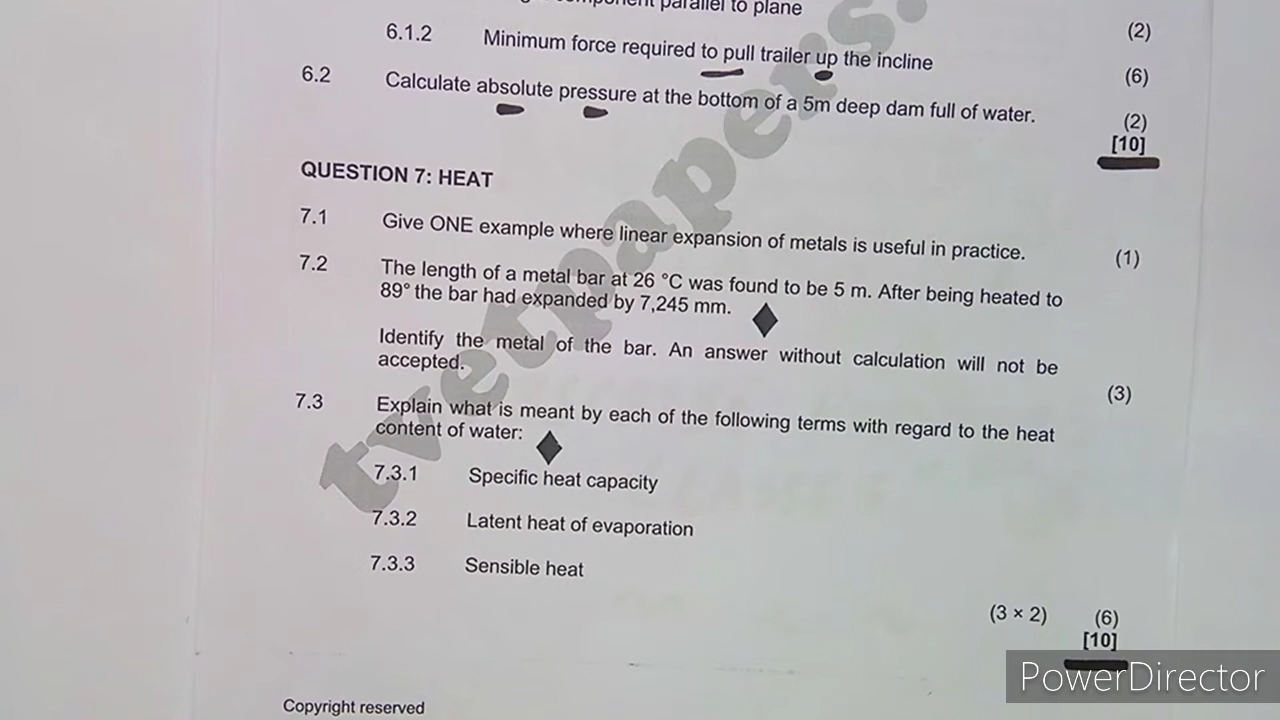 parallel to plane
(2)
6.1.2 Minimum force required to pull trailer up the incline
(6)
6.2 Calculate absolute pressure at the bottom of a 5m deep dam full of water.
(2)
[10]
QUESTION 7: HEAT
7.1 Give ONE example where linear expansion of metals is useful in practice.
(1)
7.2 The length of a metal bar at 26 °C was found to be 5 m. After being heated to
89° the bar had expanded by 7,245 mm.
Identify the metal of the bar. An answer without calculation will not be
accepted.
(3)
7.3 Explain what is meant by each of the following terms with regard to the heat
content of water:
7.3.1 Specific heat capacity
7.3.2 Latent heat of evaporation
7.3.3 Sensible heat
(3 × 2) (6)
[10]
Copyright reserved
tvetpapers.
PowerDirector